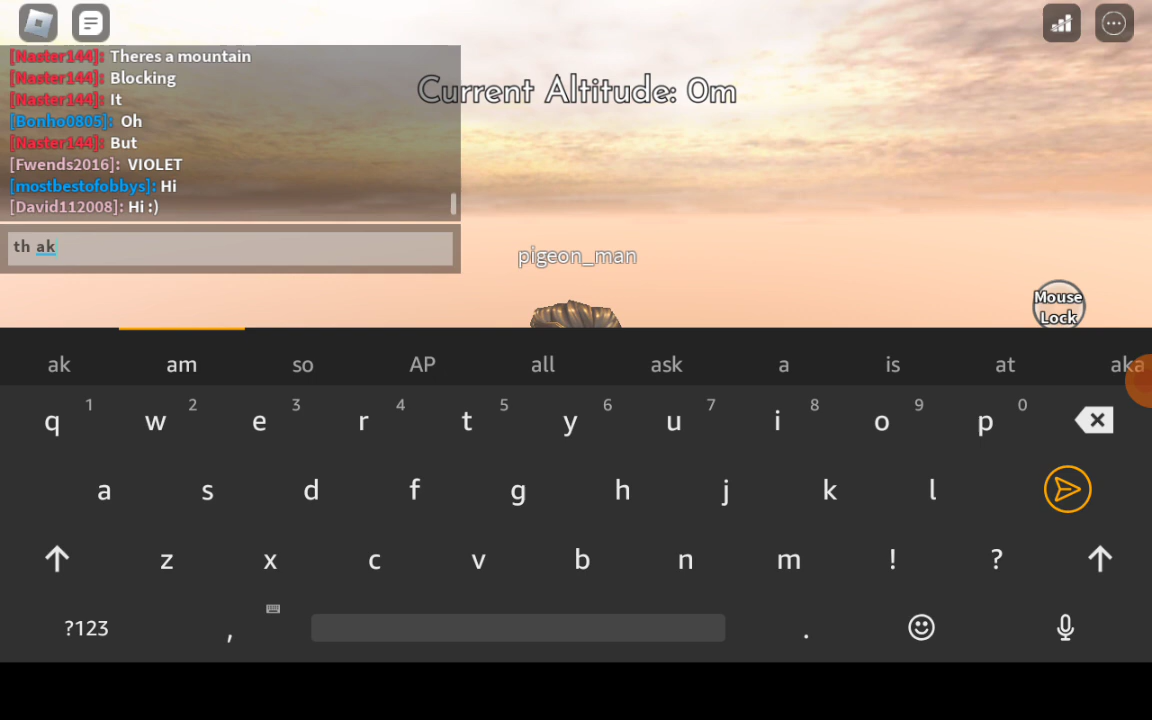 [Naster144]: Theres a mountain
[Naster144]: Blocking
[Naster144]: It
[Bonho0805]: Oh
[Naster144]: But
[Fwends2016]: VIOLET
[mostbestofobbys]: Hi
[David112008]: Hi :)
th ak
Current Altitude: 0m
pigeon_man
Mouse
Lock
ak am so AP all ask a is at aka
1 2 3 4 5 6 7 8 9 0
q w e r t y u i o p
a s d f g h j k l
z x c v b n m ! ?
?123 , .